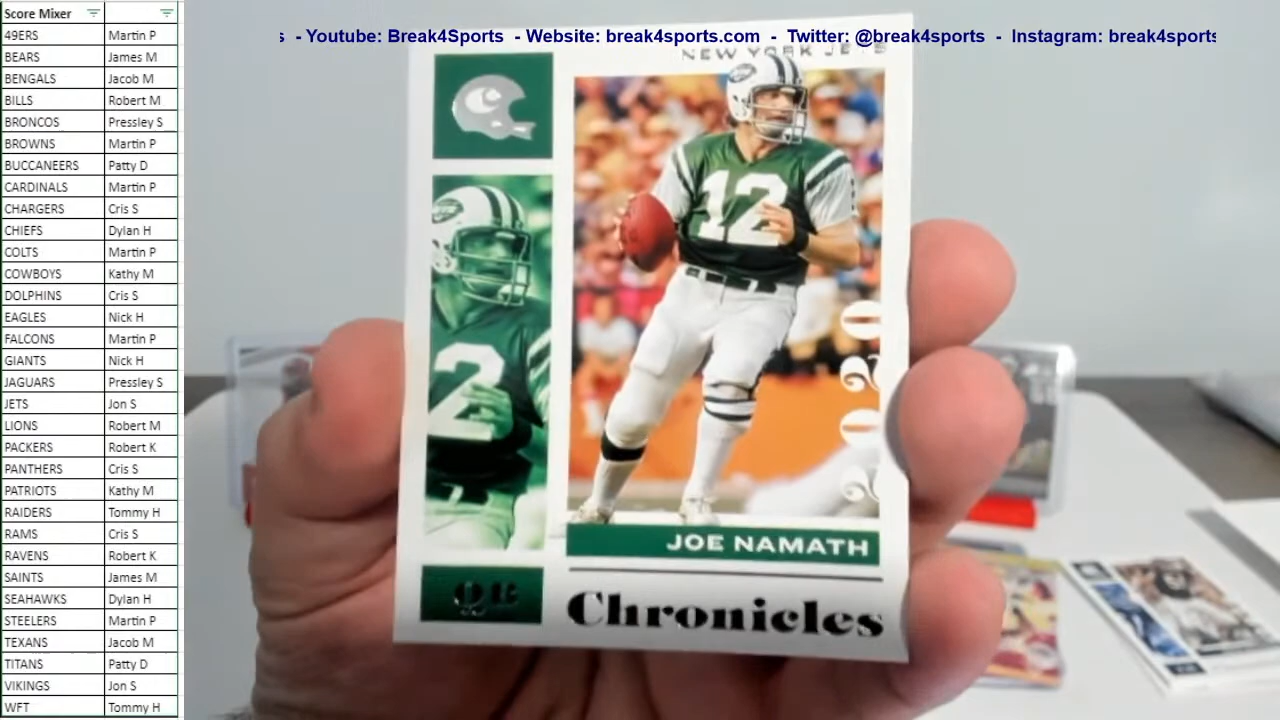 Score Mixer
49ERS Martin P
BEARS James M
BENGALS Jacob M
BILLS Robert M
BRONCOS Pressley S
BROWNS Martin P
BUCCANEERS Patty D
CARDINALS Martin P
CHARGERS Cris S
CHIEFS Dylan H
COLTS Martin P
COWBOYS Kathy M
DOLPHINS Cris S
EAGLES Nick H
FALCONS Martin P
GIANTS Nick H
JAGUARS Pressley S
JETS Jon S
LIONS Robert M
PACKERS Robert K
PANTHERS Cris S
PATRIOTS Kathy M
RAIDERS Tommy H
RAMS Cris S
RAVENS Robert K
SAINTS James M
SEAHAWKS Dylan H
STEELERS Martin P
TEXANS Jacob M
TITANS Patty D
VIKINGS Jon S
WFT Tommy H
s - Youtube: Break4Sports - Website: break4sports.com - Twitter: @break4sports - Instagram: break4sports
NEW YORK JETS
12
2
2020
JOE NAMATH
QB
Chronicles